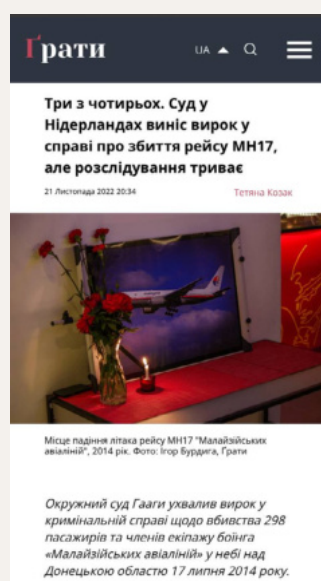 Ґрати
UA
Три з чотирьох. Суд у
Нідерландах виніс вирок у
справі про збиття рейсу МН17,
але розслідування триває
21 Листопада 2022 20:34 Тетяна Козак
Місце падіння літака рейсу МН17 "Малайзійських
авіаліній", 2014 рік. Фото: Ігор Бурдига, Ґрати
Окружний суд Гааги ухвалив вирок у
кримінальній справі щодо вбивства 298
пасажирів та членів екіпажу боїнга
«Малайзійських авіаліній» у небі над
Донецькою областю 17 липня 2014 року.